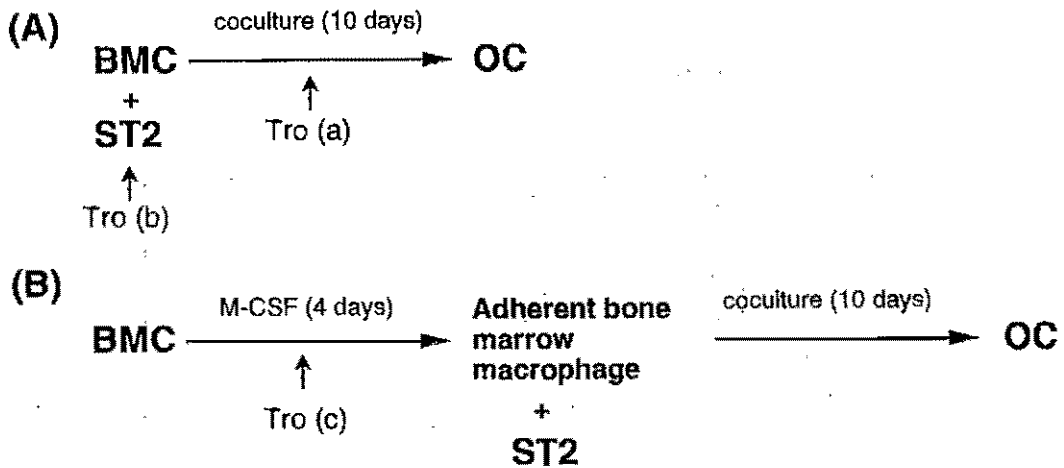 (A)
coculture (10 days)
BMC
OC
+
ST2
Tro (a)
Tro (b)
(B)
M-CSF (4 days)
coculture (10 days)
BMC
Adherent bone
marrow
macrophage
OC
Tro (c)
+
ST2